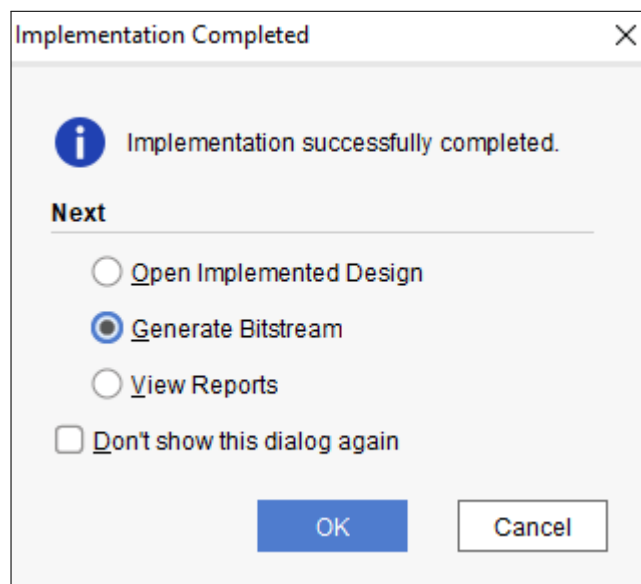 Implementation Completed
Implementation successfully completed.
Next
Open Implemented Design
Generate Bitstream
View Reports
Don't show this dialog again
OK
Cancel